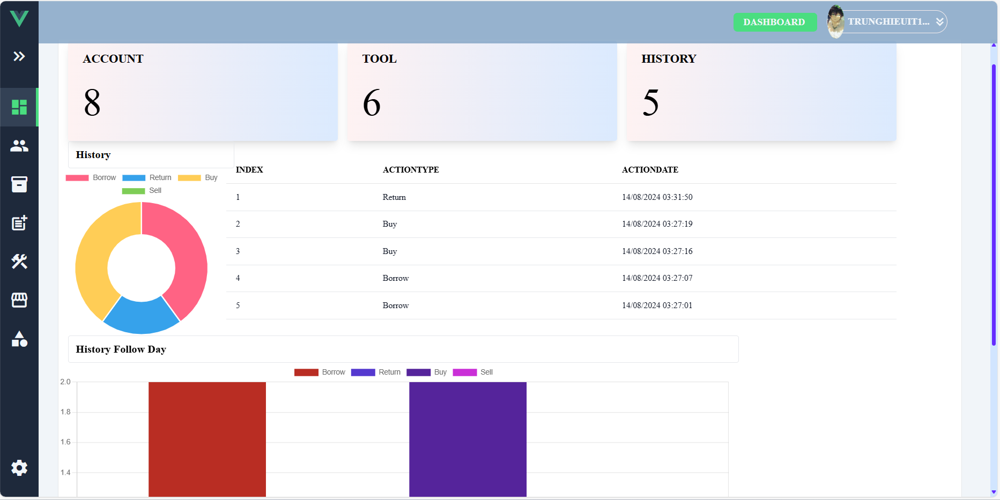 DASHBOARD TRUNGHIEUIT1...
ACCOUNT TOOL HISTORY
8 6 5
History
Borrow Return Buy
Sell
INDEX ACTIONTYPE ACTIONDATE
1 Return 14/08/2024 03:31:50
2 Buy 14/08/2024 03:27:19
3 Buy 14/08/2024 03:27:16
4 Borrow 14/08/2024 03:27:07
5 Borrow 14/08/2024 03:27:01
History Follow Day
Borrow Return Buy Sell
2.0
1.8
1.6
1.4